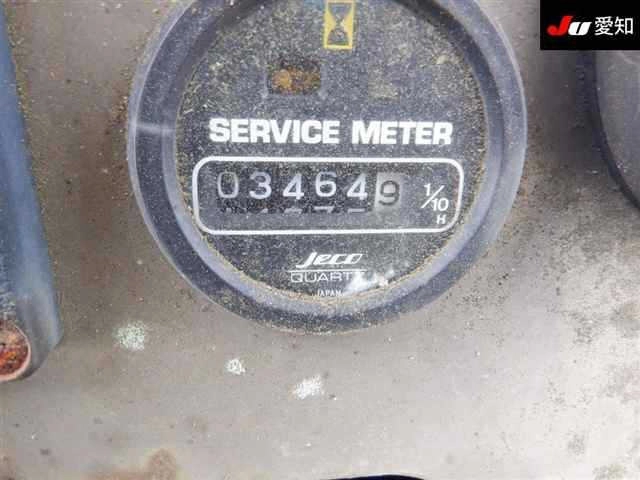 Ju 愛知
SERVICE METER
034649 1/10 H
Jeco
QUARTZ
JAPAN